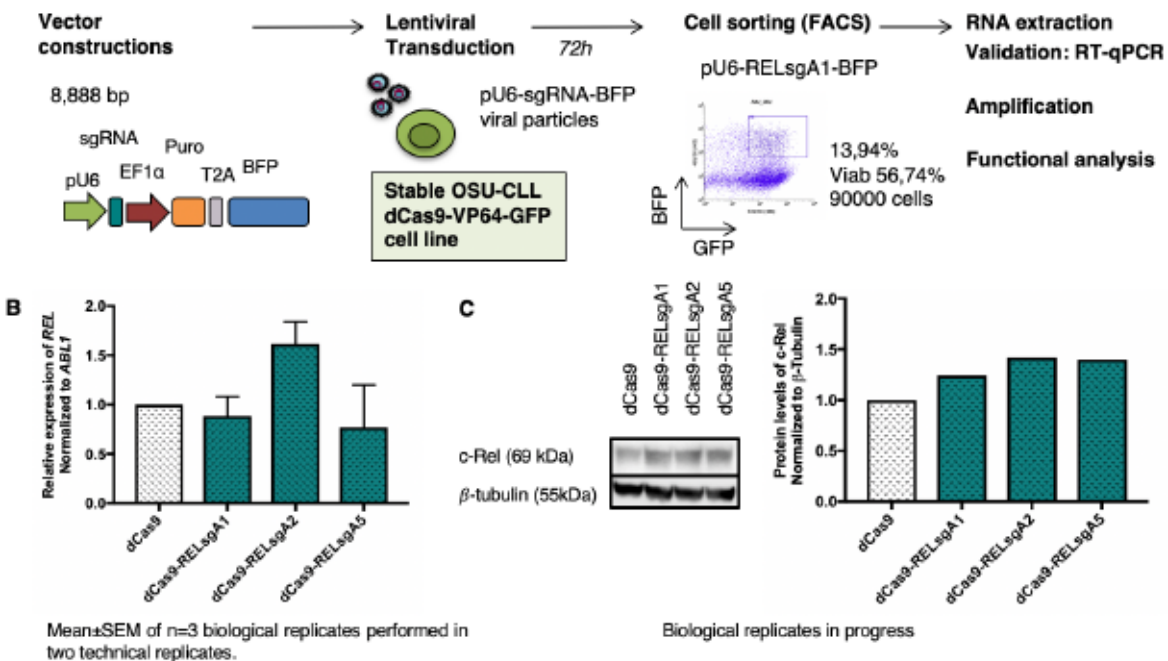 Vector
constructions
Lentiviral
Transduction
72h
Cell sorting (FACS)
RNA extraction
Validation: RT-qPCR
Amplification
Functional analysis
8,888 bp
sgRNA
Puro
pU6
EF1α
T2A
BFP
pU6-sgRNA-BFP
viral particles
Stable OSU-CLL
dCas9-VP64-GFP
cell line
pU6-RELsgA1-BFP
13,94%
Viab 56,74%
90000 cells
BFP
GFP
B
Relative expression of REL
Normalized to ABL1
2.0
1.5
1.0
0.5
0.0
dCas9
dCas9-RELsgA1
dCas9-RELsgA2
dCas9-RELsgA5
Mean±SEM of n=3 biological replicates performed in
two technical replicates.
C
dCas9
dCas9-RELsgA1
dCas9-RELsgA2
dCas9-RELsgA5
c-Rel (69 kDa)
β-tubulin (55kDa)
Protein levels of c-Rel
Normalized to β-Tubulin
2.0
1.5
1.0
0.5
0.0
dCas9
dCas9-RELsgA1
dCas9-RELsgA2
dCas9-RELsgA5
Biological replicates in progress